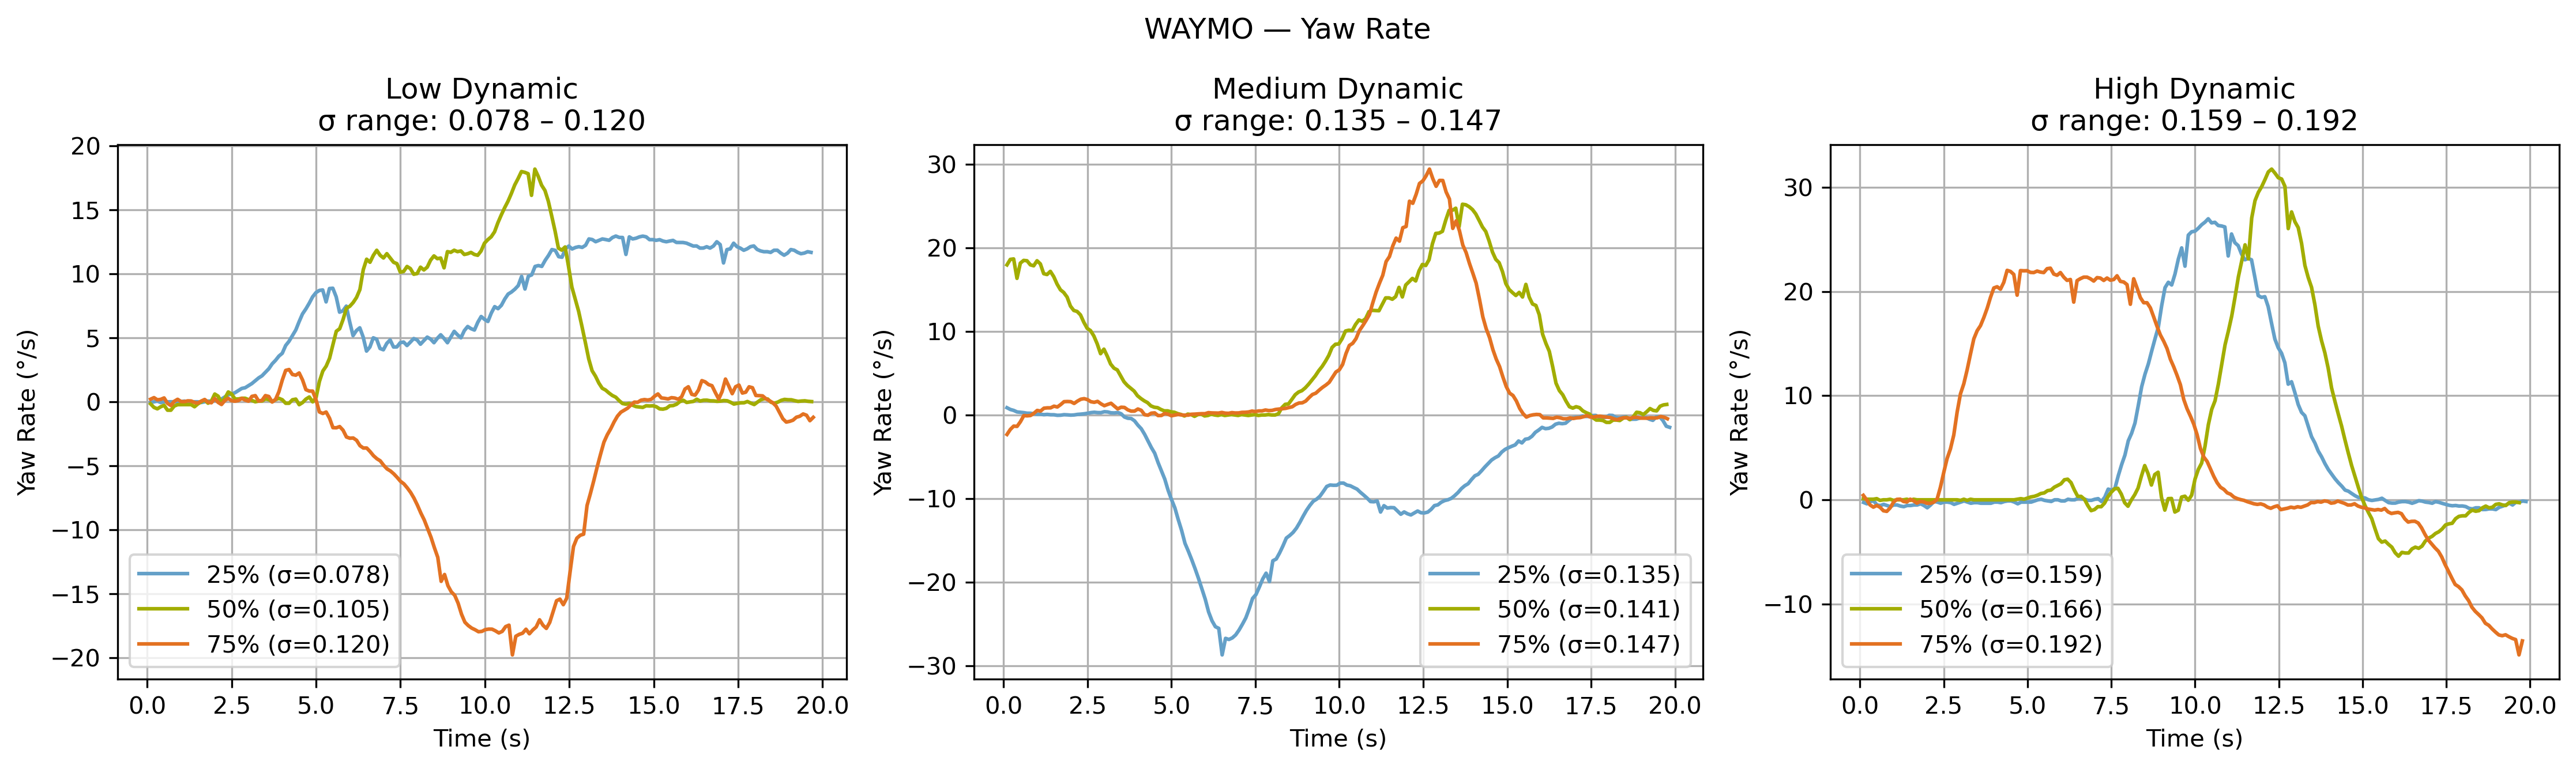 WAYMO — Yaw Rate
Low Dynamic
σ range: 0.078 – 0.120
Yaw Rate (°/s)
20
15
10
5
0
−5
−10
−15
−20
25% (σ=0.078)
50% (σ=0.105)
75% (σ=0.120)
0.0 2.5 5.0 7.5 10.0 12.5 15.0 17.5 20.0
Time (s)
Medium Dynamic
σ range: 0.135 – 0.147
Yaw Rate (°/s)
30
20
10
0
−10
−20
−30
25% (σ=0.135)
50% (σ=0.141)
75% (σ=0.147)
0.0 2.5 5.0 7.5 10.0 12.5 15.0 17.5 20.0
Time (s)
High Dynamic
σ range: 0.159 – 0.192
Yaw Rate (°/s)
30
20
10
0
−10
25% (σ=0.159)
50% (σ=0.166)
75% (σ=0.192)
0.0 2.5 5.0 7.5 10.0 12.5 15.0 17.5 20.0
Time (s)